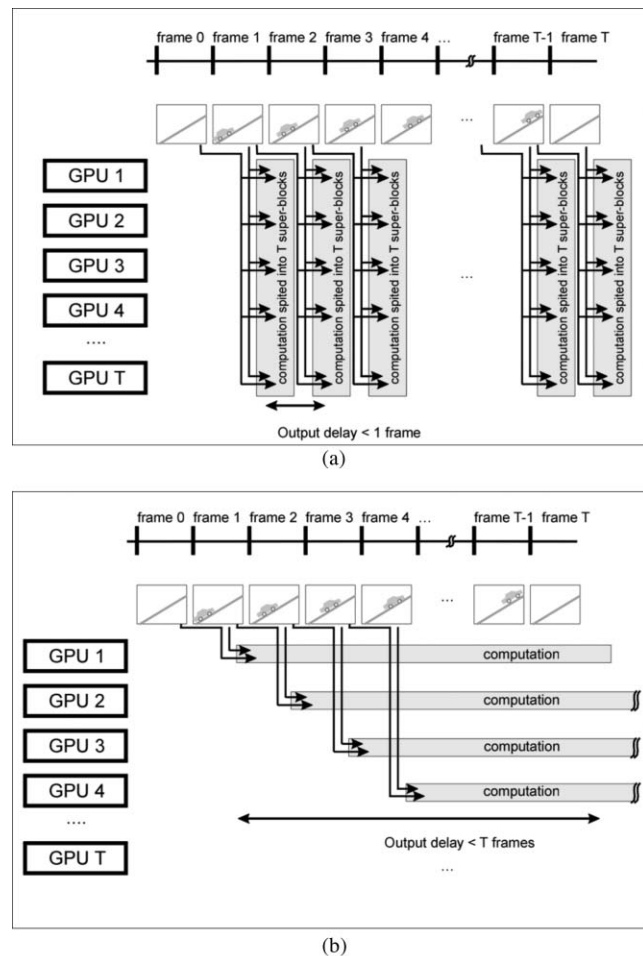 frame 0 frame 1 frame 2 frame 3 frame 4 ... frame T-1 frame T
...
GPU 1
GPU 2
GPU 3
GPU 4
....
GPU T
computation spited into T super-blocks
computation spited into T super-blocks
computation spited into T super-blocks
...
computation spited into T super-blocks
computation spited into T super-blocks
Output delay < 1 frame
(a)
frame 0 frame 1 frame 2 frame 3 frame 4 ... frame T-1 frame T
...
GPU 1 computation
GPU 2 computation
GPU 3 computation
GPU 4 computation
....
GPU T
Output delay < T frames
...
(b)